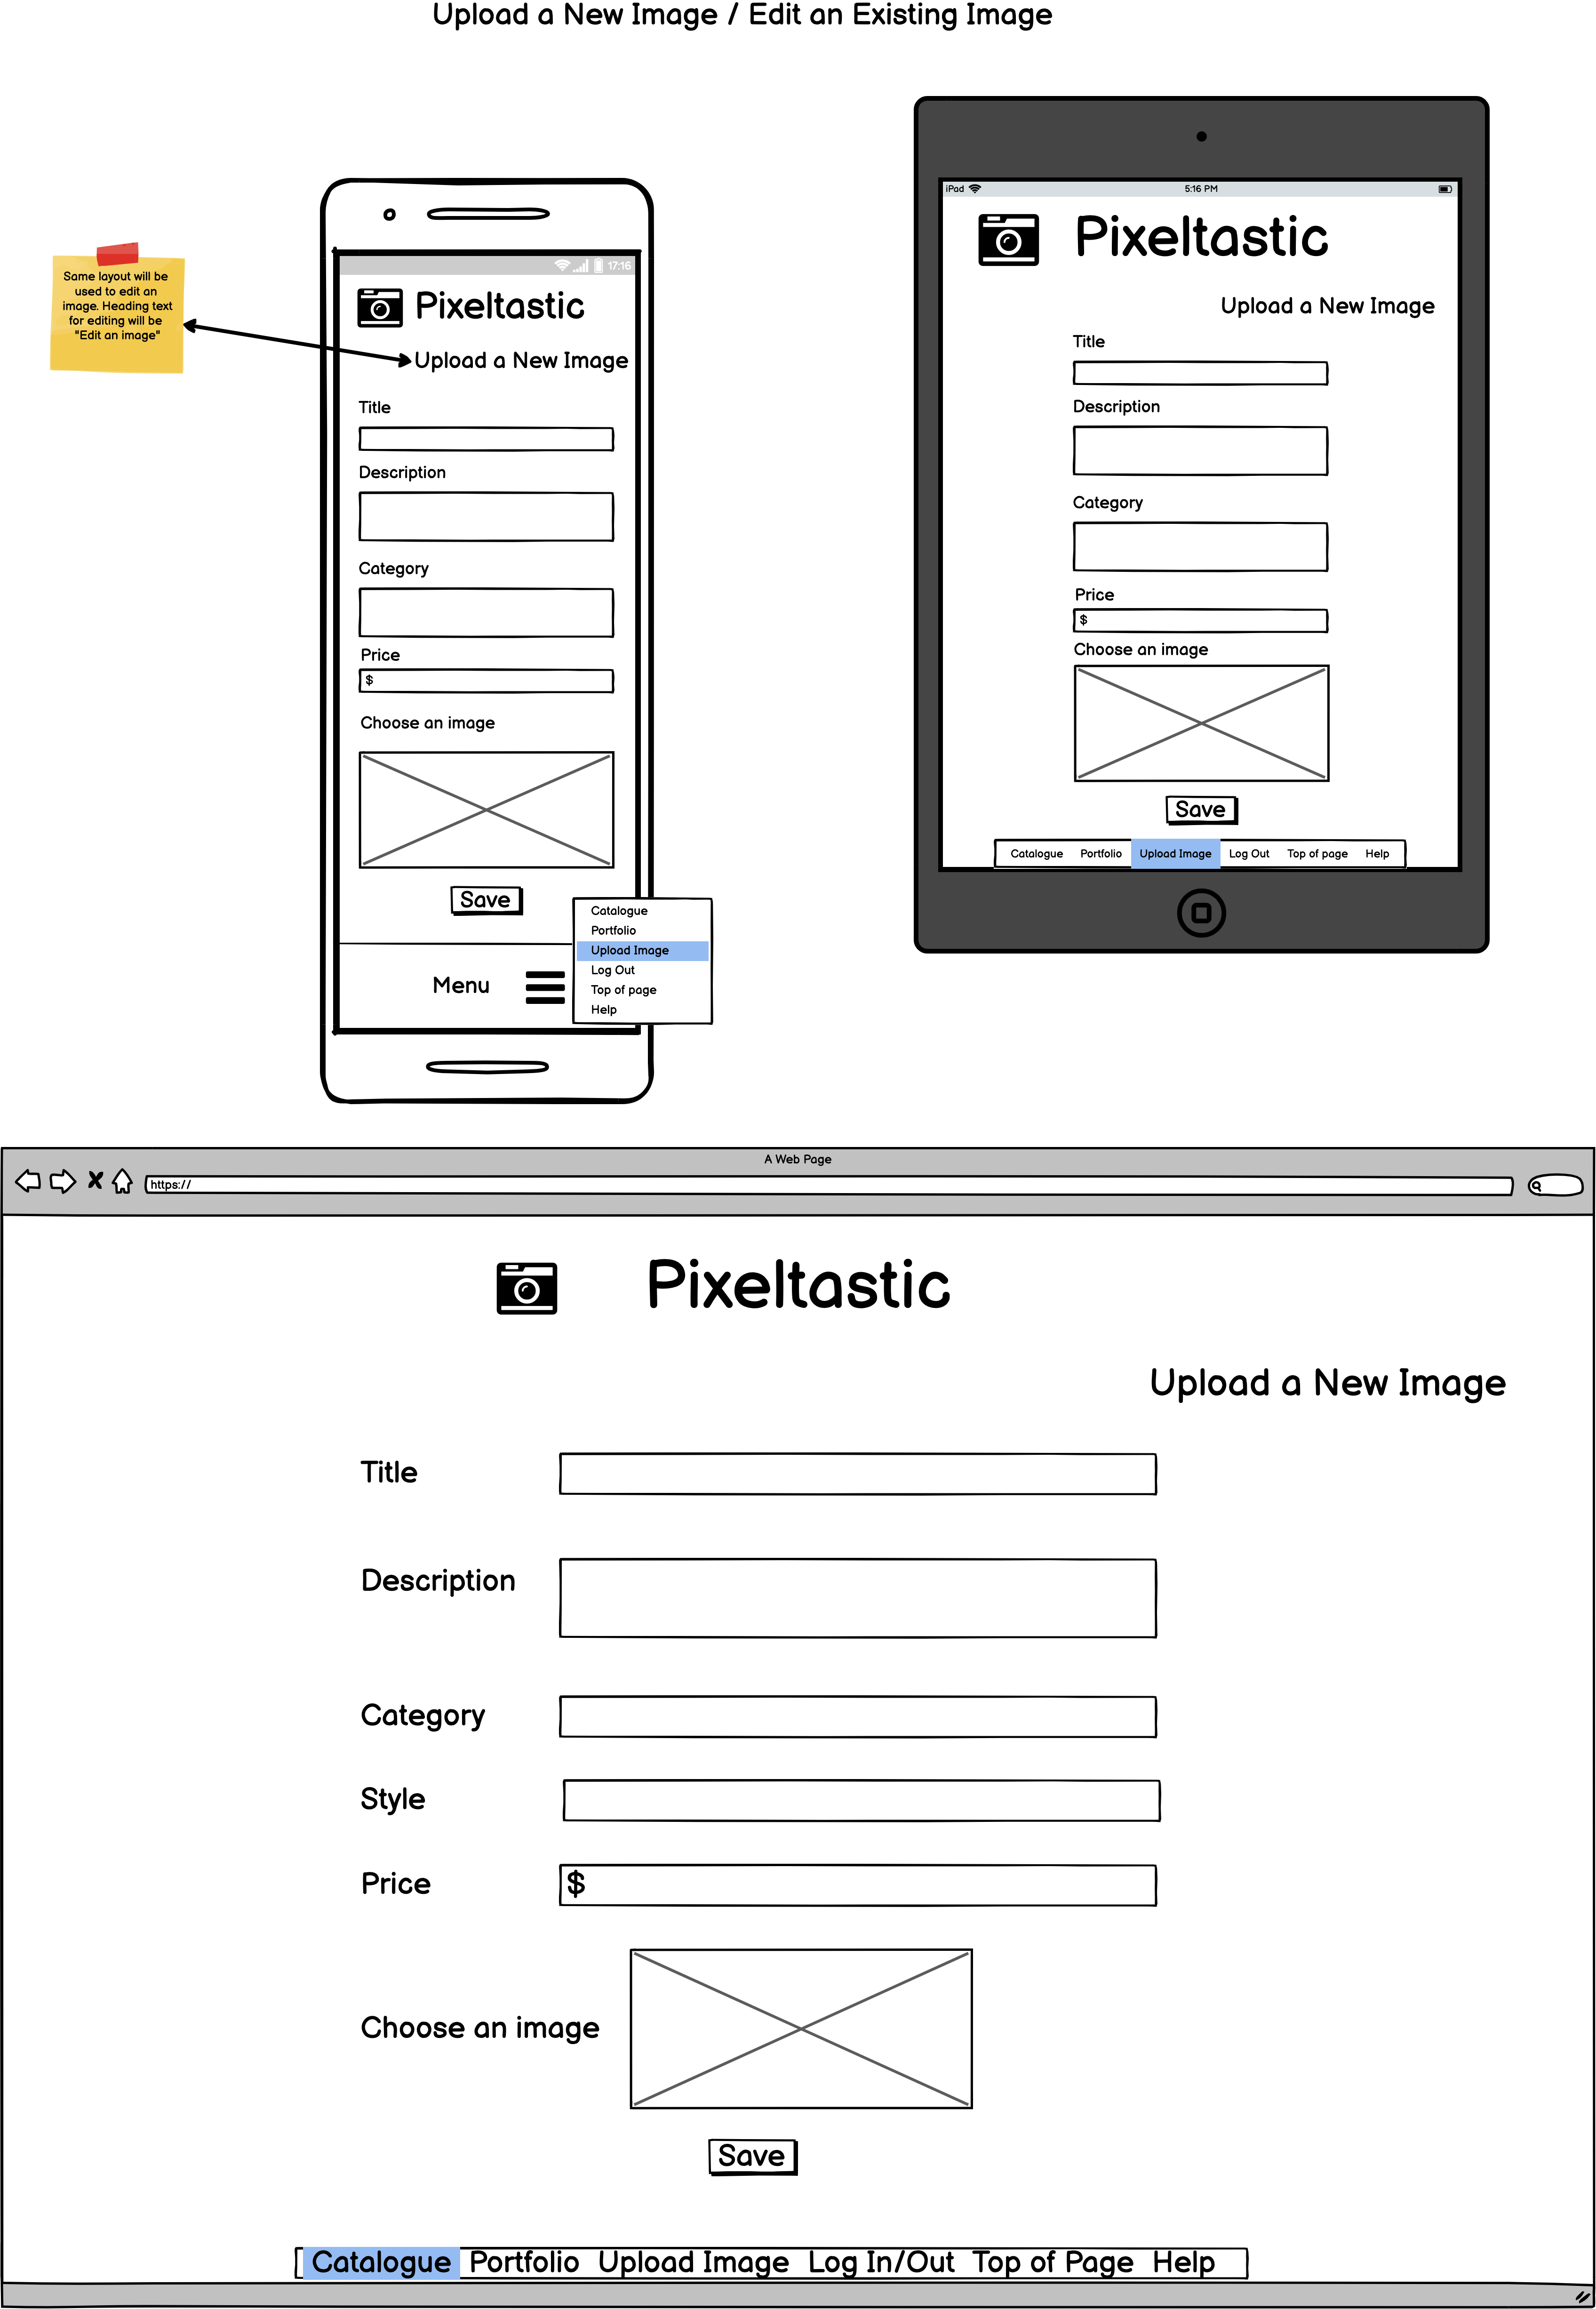 Upload a New Image / Edit an Existing Image
Same layout will be
used to edit an
image. Heading text
for editing will be
"Edit an image"
17:16
Pixeltastic
Upload a New Image
Title
Description
Category
Price
$
Choose an image
Save
Menu
Catalogue
Portfolio
Upload Image
Log Out
Top of page
Help
iPad
5:16 PM
Pixeltastic
Upload a New Image
Title
Description
Category
Price
$
Choose an image
Save
Catalogue Portfolio Upload Image Log Out Top of page Help
A Web Page
https://
Pixeltastic
Upload a New Image
Title
Description
Category
Style
Price
$
Choose an image
Save
Catalogue Portfolio Upload Image Log In/Out Top of Page Help